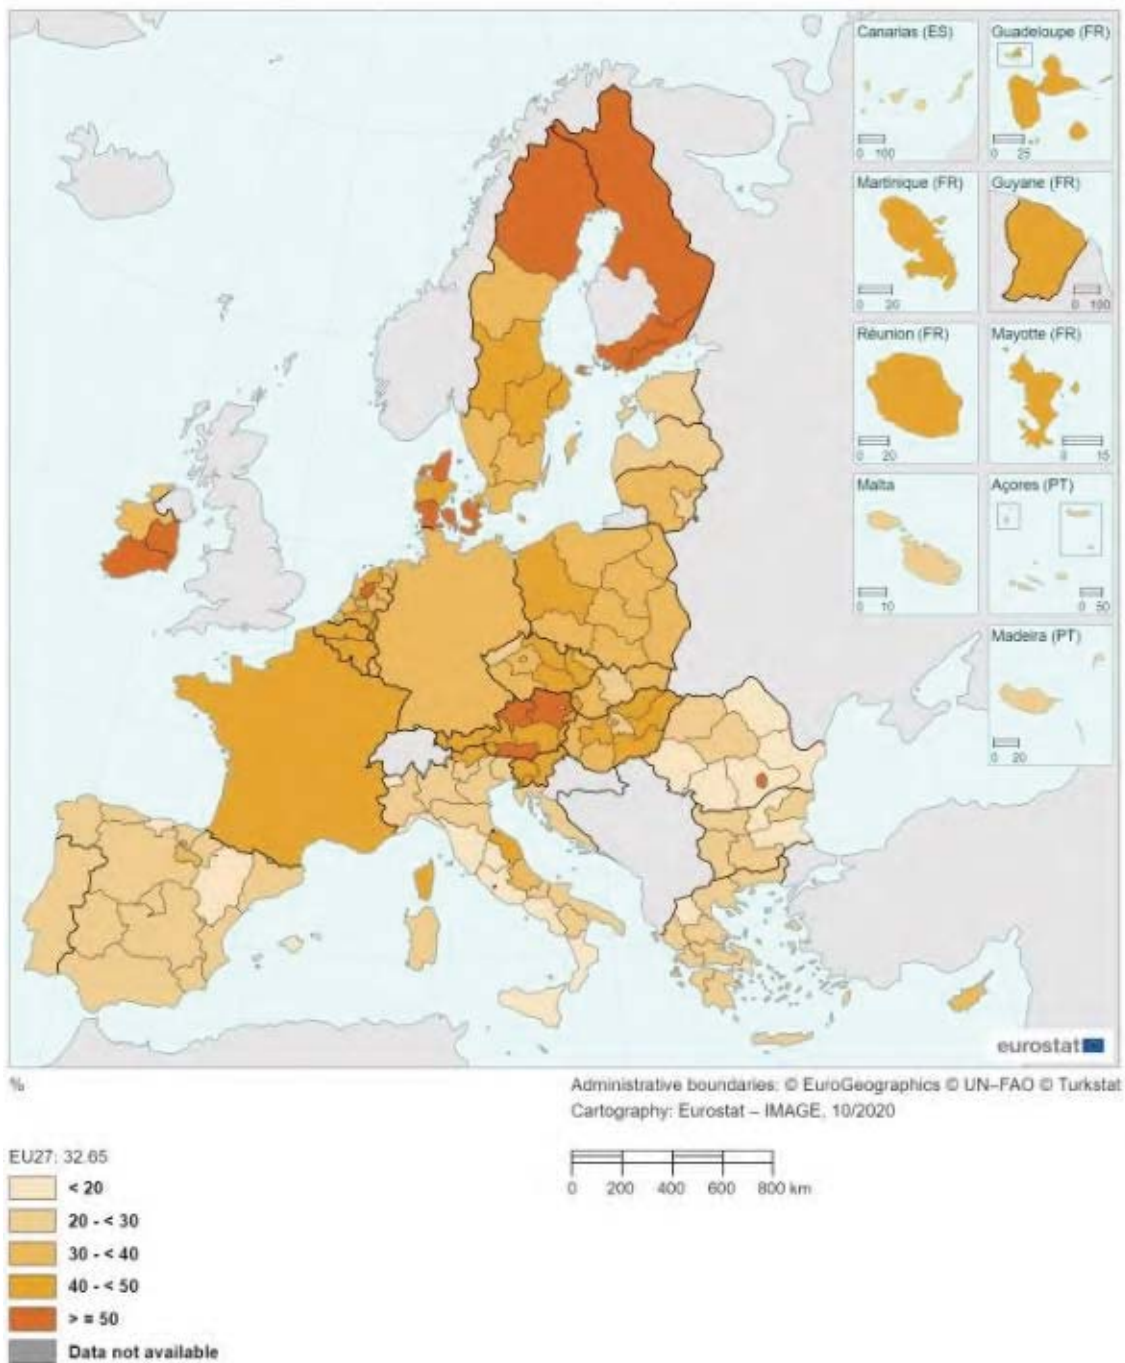 Canarias (ES)
0 100
Guadeloupe (FR)
0 25
Martinique (FR)
0 20
Guyane (FR)
0 100
Réunion (FR)
0 20
Mayotte (FR)
0 15
Malta
0 10
Açores (PT)
0 50
Madeira (PT)
0 20
eurostat
%
Administrative boundaries: © EuroGeographics © UN–FAO © Turkstat
Cartography: Eurostat – IMAGE, 10/2020
EU27: 32.65
0 200 400 600 800 km
< 20
20 - < 30
30 - < 40
40 - < 50
> = 50
Data not available